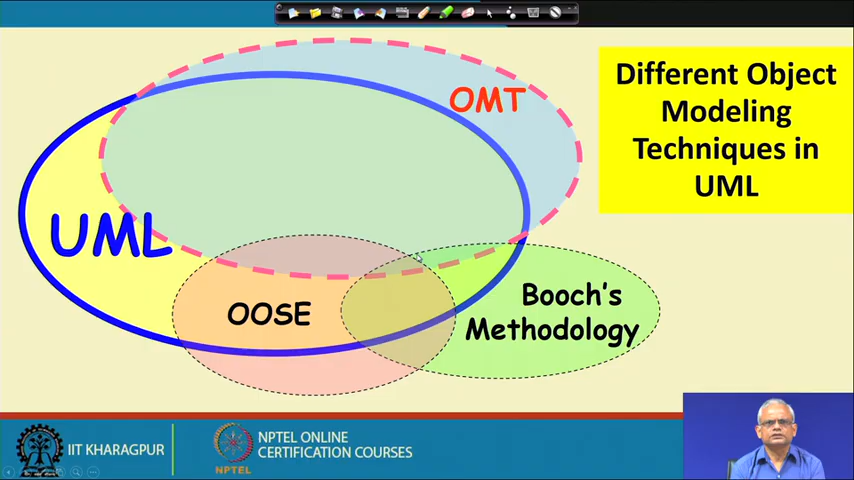 Different Object
Modeling
Techniques in
UML
OMT
UML
OOSE
Booch's
Methodology
IIT KHARAGPUR
NPTEL
NPTEL ONLINE
CERTIFICATION COURSES